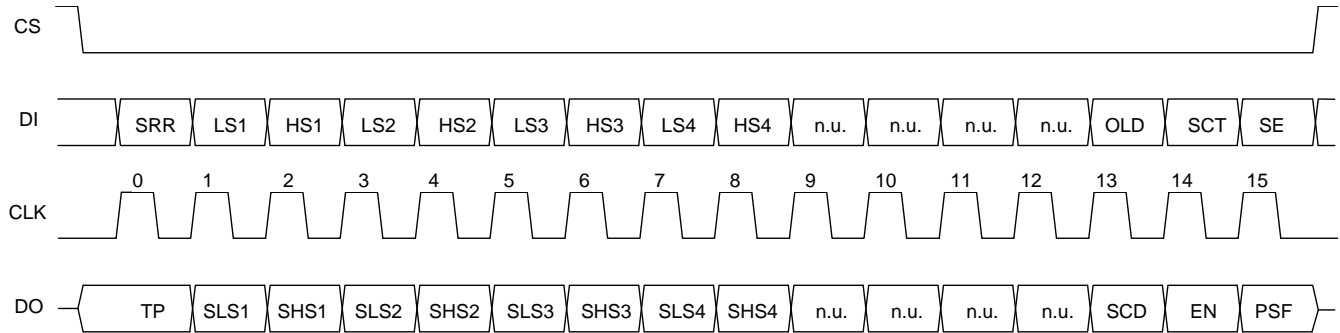 CS
DI SRR LS1 HS1 LS2 HS2 LS3 HS3 LS4 HS4 n.u. n.u. n.u. n.u. OLD SCT SE
0 1 2 3 4 5 6 7 8 9 10 11 12 13 14 15
CLK
DO TP SLS1 SHS1 SLS2 SHS2 SLS3 SHS3 SLS4 SHS4 n.u. n.u. n.u. n.u. SCD EN PSF